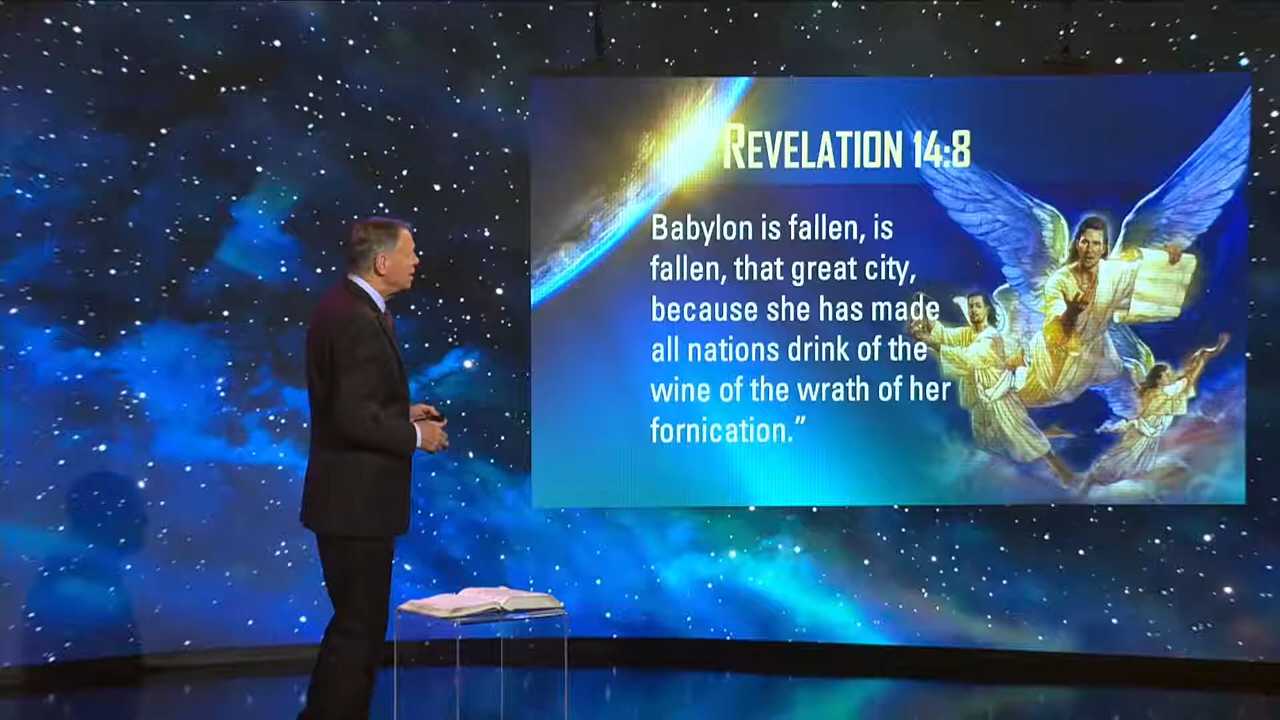 REVELATION 14:8
Babylon is fallen, is
fallen, that great city,
because she has made
all nations drink of the
wine of the wrath of her
fornication.”